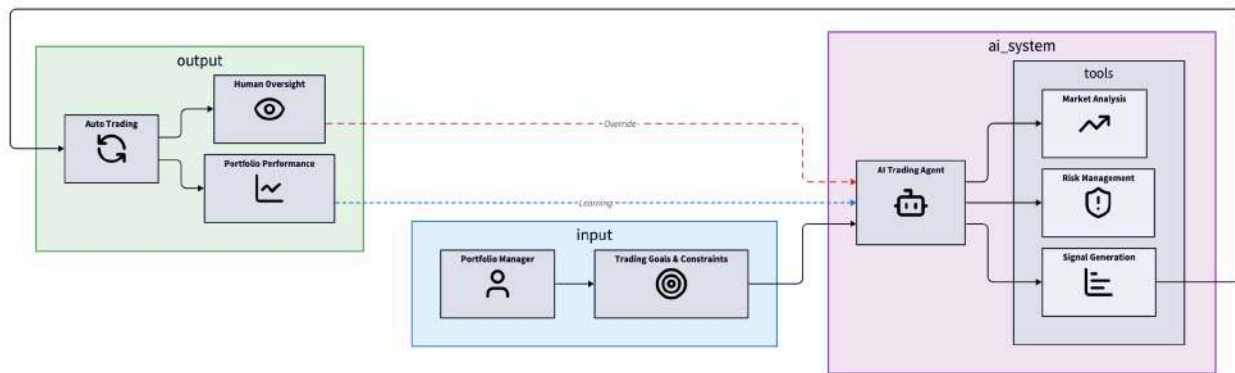 output
Human Oversight
Auto Trading
Portfolio Performance
Override
Learning
input
Portfolio Manager
Trading Goals & Constraints
ai_system
tools
Market Analysis
AI Trading Agent
Risk Management
Signal Generation